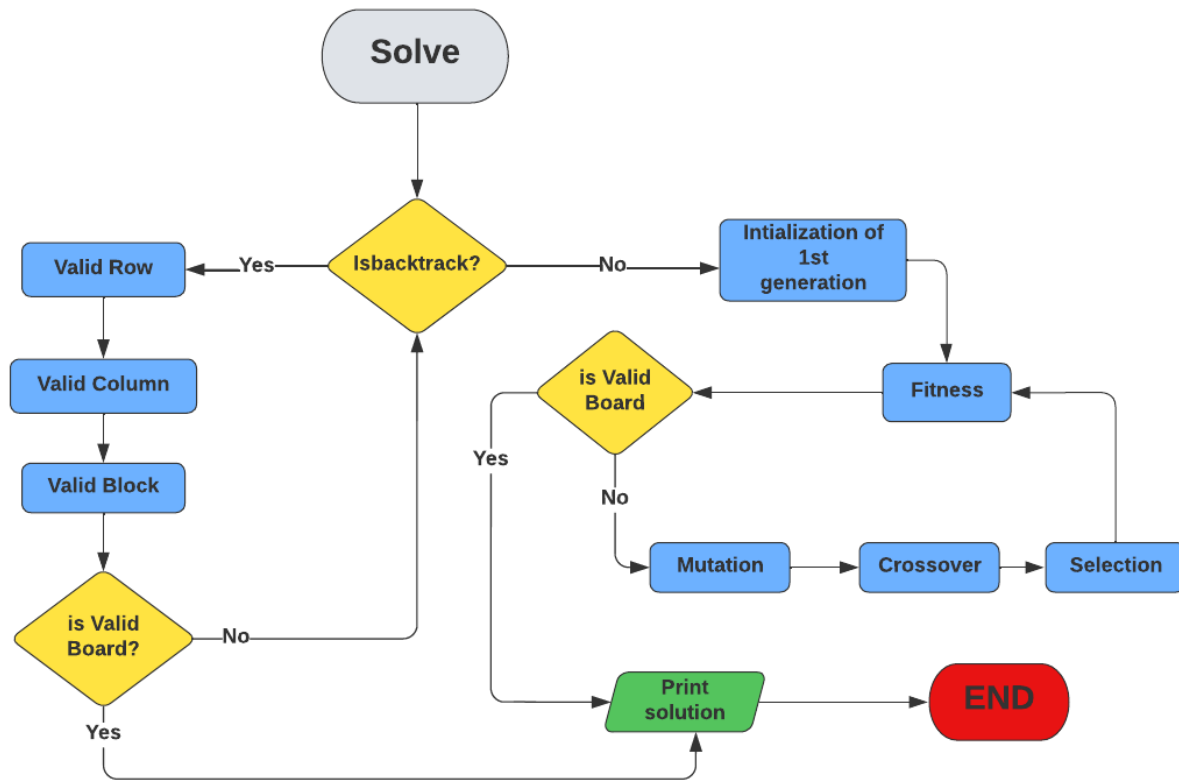 Solve
Isbacktrack?
Yes
No
Valid Row
Valid Column
Valid Block
is Valid
Board?
No
Yes
Intialization of
1st
generation
Fitness
is Valid
Board
Yes
No
Mutation
Crossover
Selection
Print
solution
END